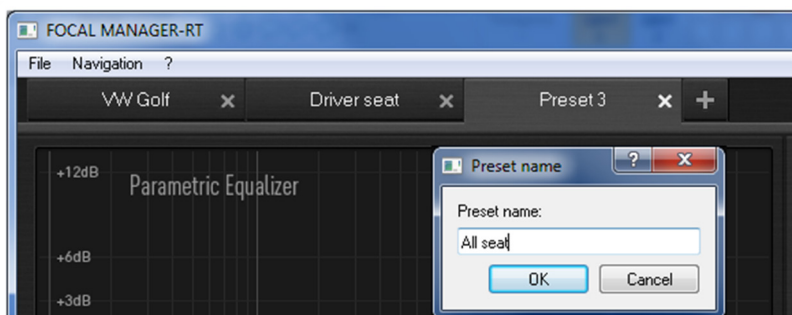 FOCAL MANAGER-RT
File Navigation ?
VW Golf × Driver seat × Preset 3 × +
+12dB
Parametric Equalizer
+6dB
+3dB
Preset name
Preset name:
All seat
OK Cancel